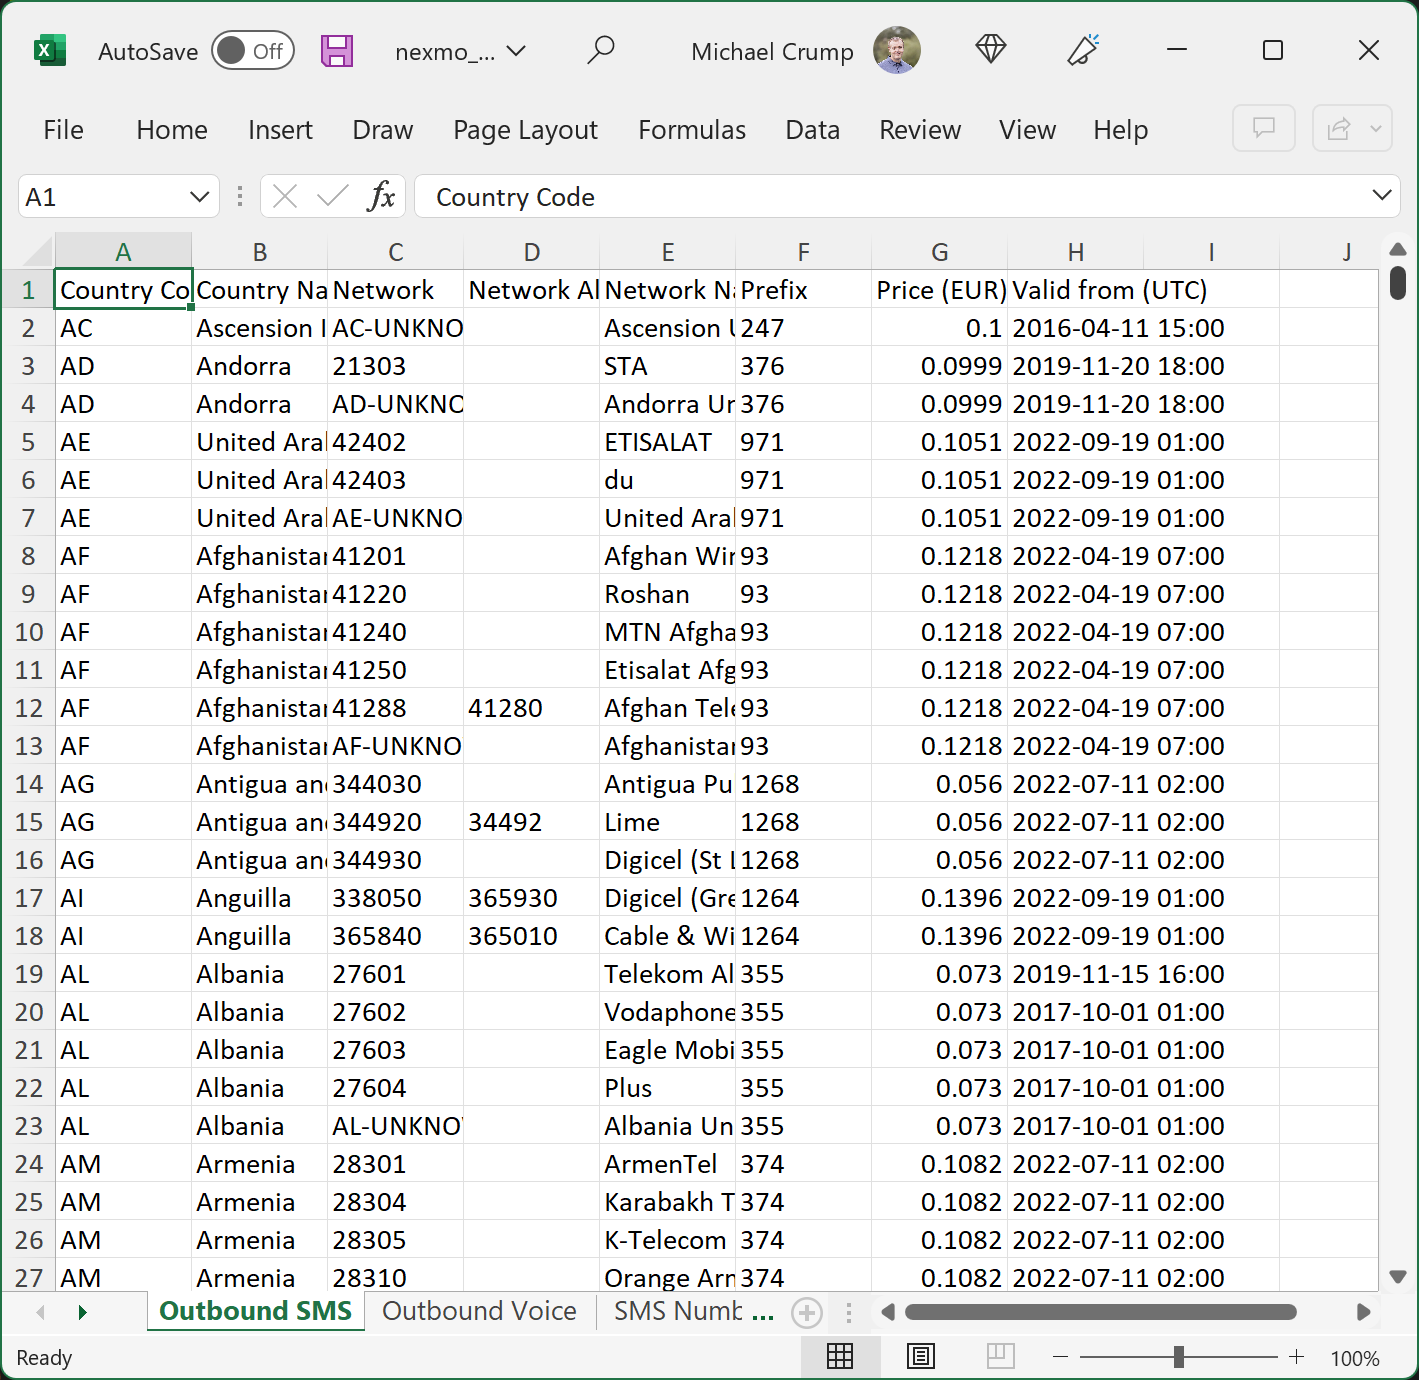 AutoSave Off nexmo_... Michael Crump
File Home Insert Draw Page Layout Formulas Data Review View Help
A1 fx Country Code
A B C D E F G H I J
1 Country Co Country Na Network Network Al Network Na Prefix Price (EUR) Valid from (UTC)
2 AC Ascension I AC-UNKNO Ascension U 247 0.1 2016-04-11 15:00
3 AD Andorra 21303 STA 376 0.0999 2019-11-20 18:00
4 AD Andorra AD-UNKNO Andorra Un 376 0.0999 2019-11-20 18:00
5 AE United Aral 42402 ETISALAT 971 0.1051 2022-09-19 01:00
6 AE United Aral 42403 du 971 0.1051 2022-09-19 01:00
7 AE United Aral AE-UNKNO United Aral 971 0.1051 2022-09-19 01:00
8 AF Afghanistan 41201 Afghan Wir 93 0.1218 2022-04-19 07:00
9 AF Afghanistan 41220 Roshan 93 0.1218 2022-04-19 07:00
10 AF Afghanistan 41240 MTN Afgha 93 0.1218 2022-04-19 07:00
11 AF Afghanistan 41250 Etisalat Afg 93 0.1218 2022-04-19 07:00
12 AF Afghanistan 41288 41280 Afghan Tele 93 0.1218 2022-04-19 07:00
13 AF Afghanistan AF-UNKNO Afghanistan 93 0.1218 2022-04-19 07:00
14 AG Antigua and 344030 Antigua Pu 1268 0.056 2022-07-11 02:00
15 AG Antigua and 344920 34492 Lime 1268 0.056 2022-07-11 02:00
16 AG Antigua and 344930 Digicel (St L 1268 0.056 2022-07-11 02:00
17 AI Anguilla 338050 365930 Digicel (Gre 1264 0.1396 2022-09-19 01:00
18 AI Anguilla 365840 365010 Cable & Wi 1264 0.1396 2022-09-19 01:00
19 AL Albania 27601 Telekom Al 355 0.073 2019-11-15 16:00
20 AL Albania 27602 Vodaphone 355 0.073 2017-10-01 01:00
21 AL Albania 27603 Eagle Mobi 355 0.073 2017-10-01 01:00
22 AL Albania 27604 Plus 355 0.073 2017-10-01 01:00
23 AL Albania AL-UNKNO Albania Un 355 0.073 2017-10-01 01:00
24 AM Armenia 28301 ArmenTel 374 0.1082 2022-07-11 02:00
25 AM Armenia 28304 Karabakh T 374 0.1082 2022-07-11 02:00
26 AM Armenia 28305 K-Telecom 374 0.1082 2022-07-11 02:00
27 AM Armenia 28310 Orange Arn 374 0.1082 2022-07-11 02:00
Outbound SMS Outbound Voice SMS Numb ...
Ready 100%